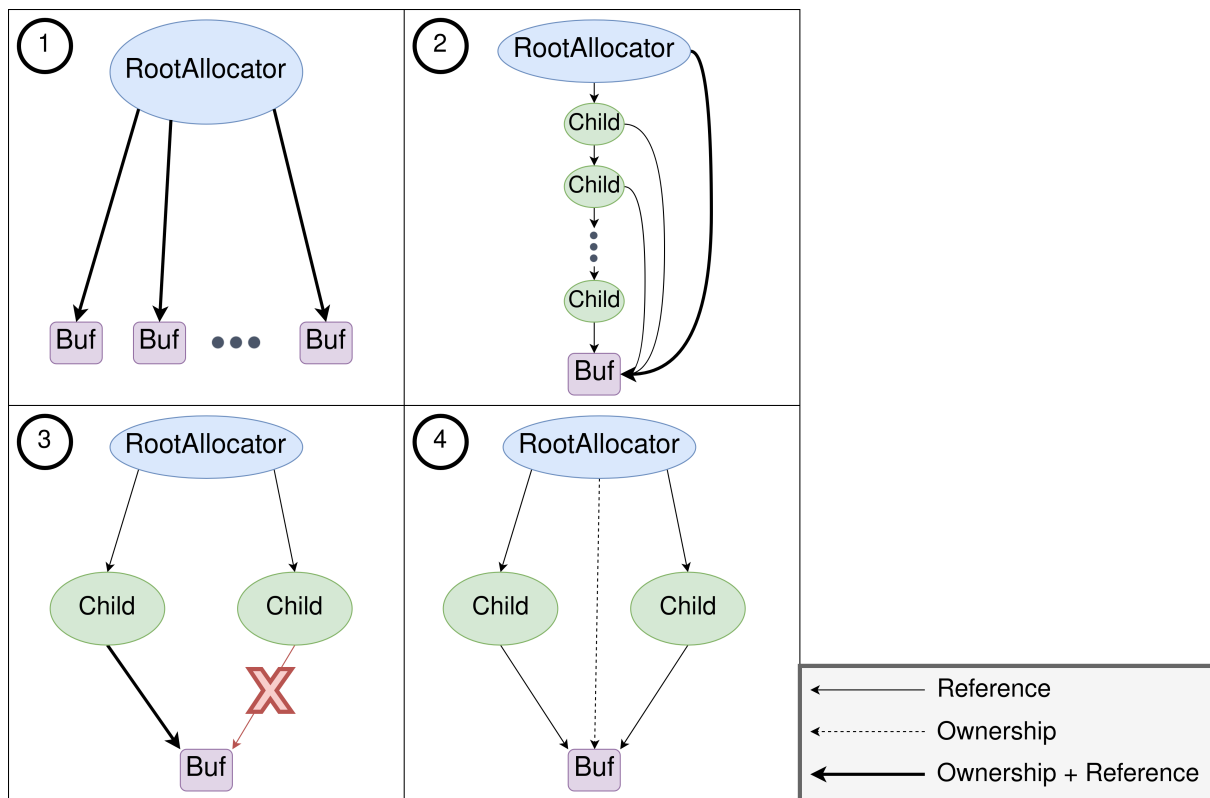 1
RootAllocator
Buf
Buf
Buf
2
RootAllocator
Child
Child
Child
Buf
3
RootAllocator
Child
Child
X
Buf
4
RootAllocator
Child
Child
Buf
Reference
Ownership
Ownership + Reference